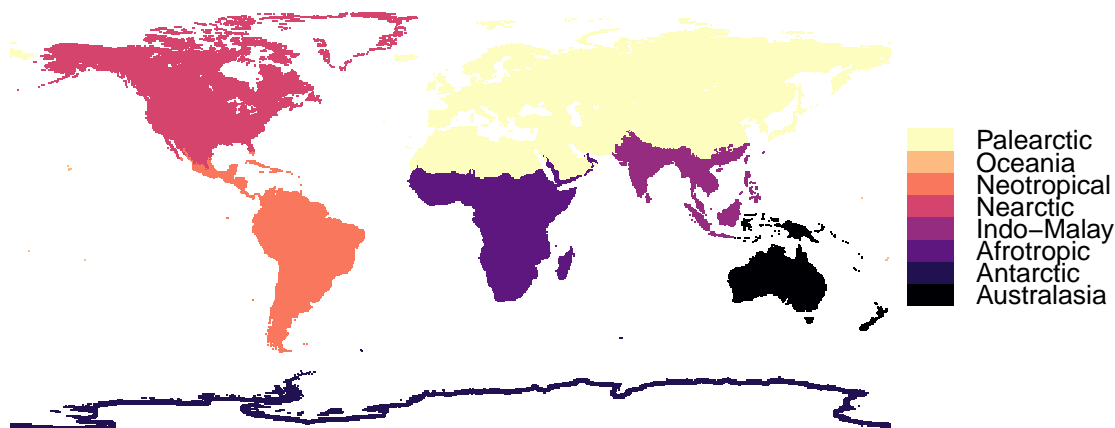 Palearctic
Oceania
Neotropical
Nearctic
Indo−Malay
Afrotropic
Antarctic
Australasia